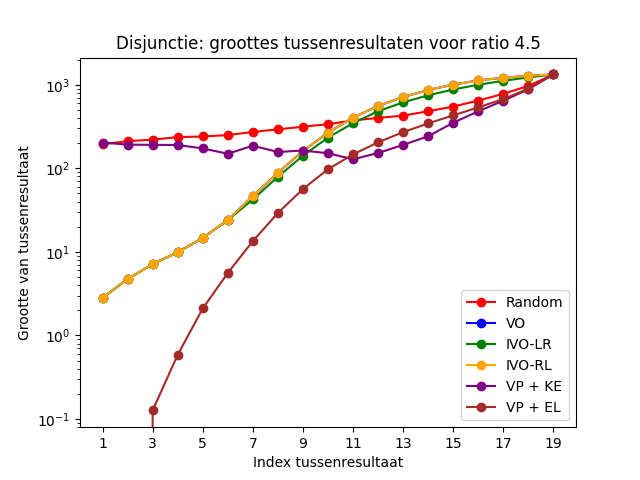 Disjunctie: groottes tussenresultaten voor ratio 4.5
Grootte van tussenresultaat
10³
10²
10¹
10⁰
10⁻¹
Random
VO
IVO-LR
IVO-RL
VP + KE
VP + EL
1 3 5 7 9 11 13 15 17 19
Index tussenresultaat